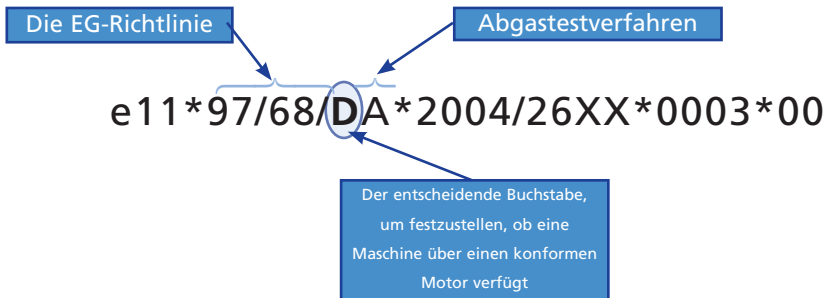 Die EG-Richtlinie
Abgastestverfahren
e11*97/68/DA*2004/26XX*0003*00
Der entscheidende Buchstabe,
um festzustellen, ob eine
Maschine über einen konformen
Motor verfügt